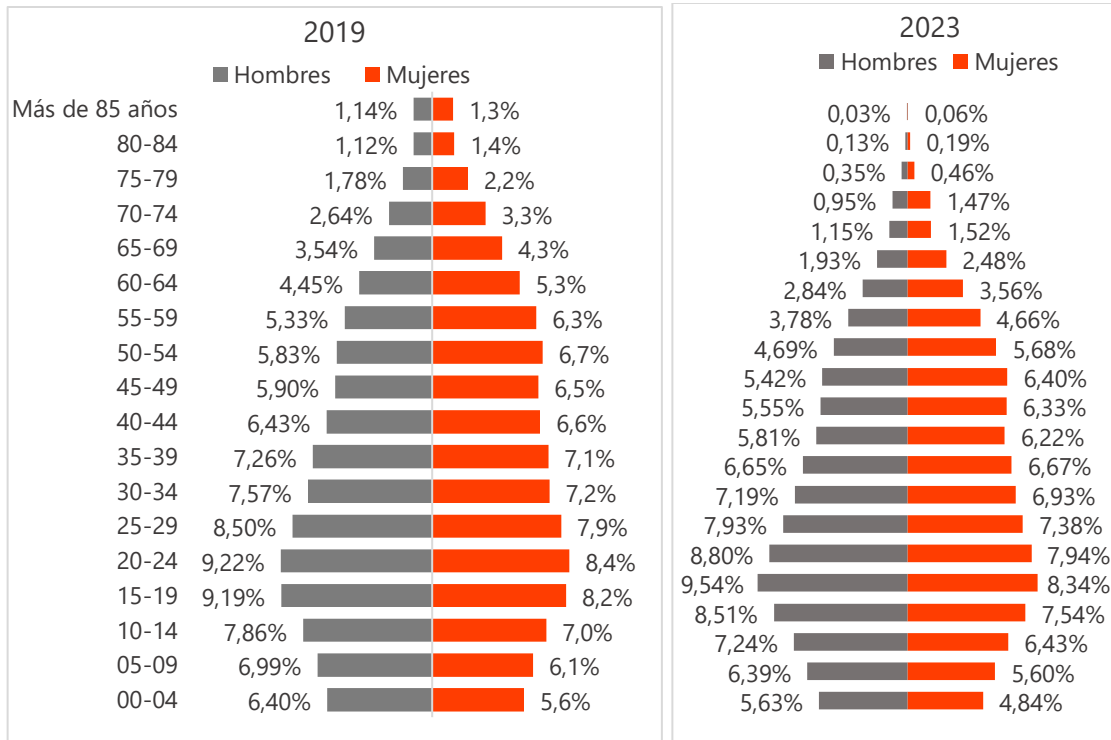 2019
Hombres Mujeres
Más de 85 años 1,14% 1,3%
80-84 1,12% 1,4%
75-79 1,78% 2,2%
70-74 2,64% 3,3%
65-69 3,54% 4,3%
60-64 4,45% 5,3%
55-59 5,33% 6,3%
50-54 5,83% 6,7%
45-49 5,90% 6,5%
40-44 6,43% 6,6%
35-39 7,26% 7,1%
30-34 7,57% 7,2%
25-29 8,50% 7,9%
20-24 9,22% 8,4%
15-19 9,19% 8,2%
10-14 7,86% 7,0%
05-09 6,99% 6,1%
00-04 6,40% 5,6%
2023
Hombres Mujeres
0,03% 0,06%
0,13% 0,19%
0,35% 0,46%
0,95% 1,47%
1,15% 1,52%
1,93% 2,48%
2,84% 3,56%
3,78% 4,66%
4,69% 5,68%
5,42% 6,40%
5,55% 6,33%
5,81% 6,22%
6,65% 6,67%
7,19% 6,93%
7,93% 7,38%
8,80% 7,94%
9,54% 8,34%
8,51% 7,54%
7,24% 6,43%
6,39% 5,60%
5,63% 4,84%